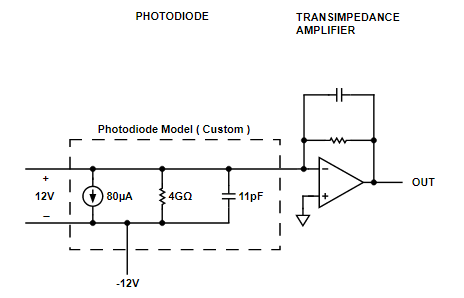 PHOTODIODE
TRANSIMPEDANCE
AMPLIFIER
Photodiode Model ( Custom )
+
12V
−
80µA
4GΩ
11pF
−
+
OUT
-12V